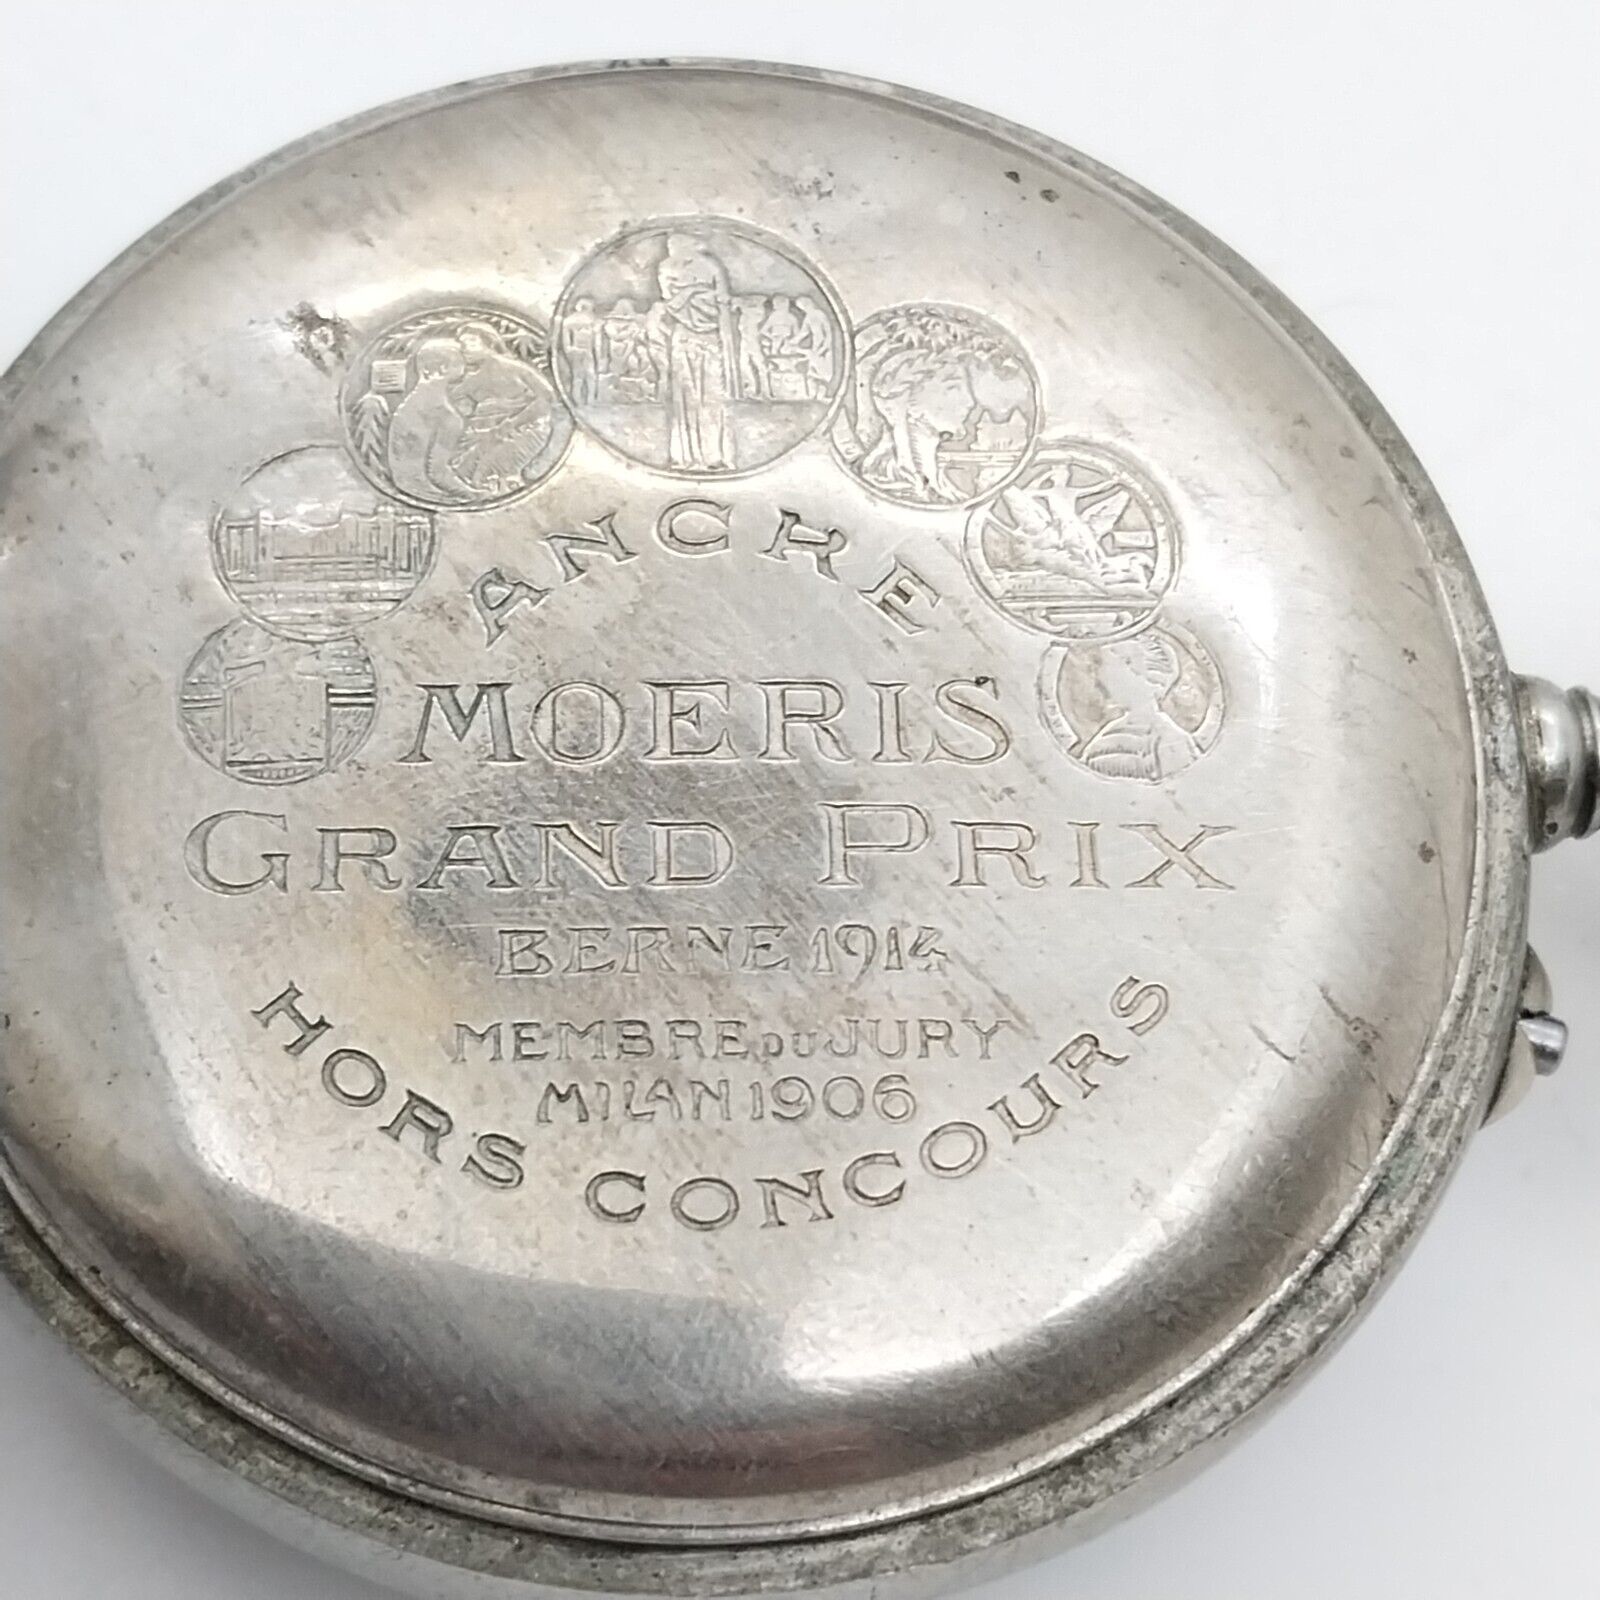 ANCRE
MOERIS
GRAND PRIX
BERNE 1914
MEMBRE DU JURY
MILAN 1906
HORS CONCOURS